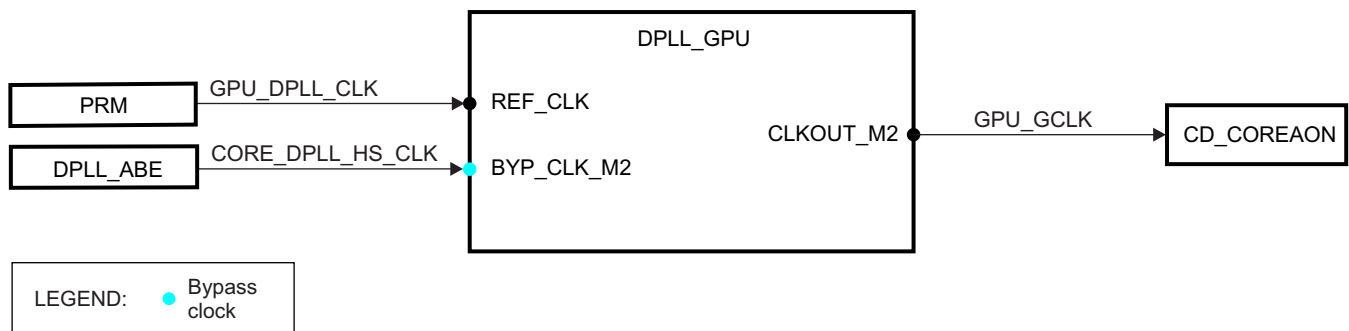 DPLL_GPU
PRM
GPU_DPLL_CLK
REF_CLK
DPLL_ABE
CORE_DPLL_HS_CLK
BYP_CLK_M2
CLKOUT_M2
GPU_GCLK
CD_COREAON
LEGEND:
Bypass
clock